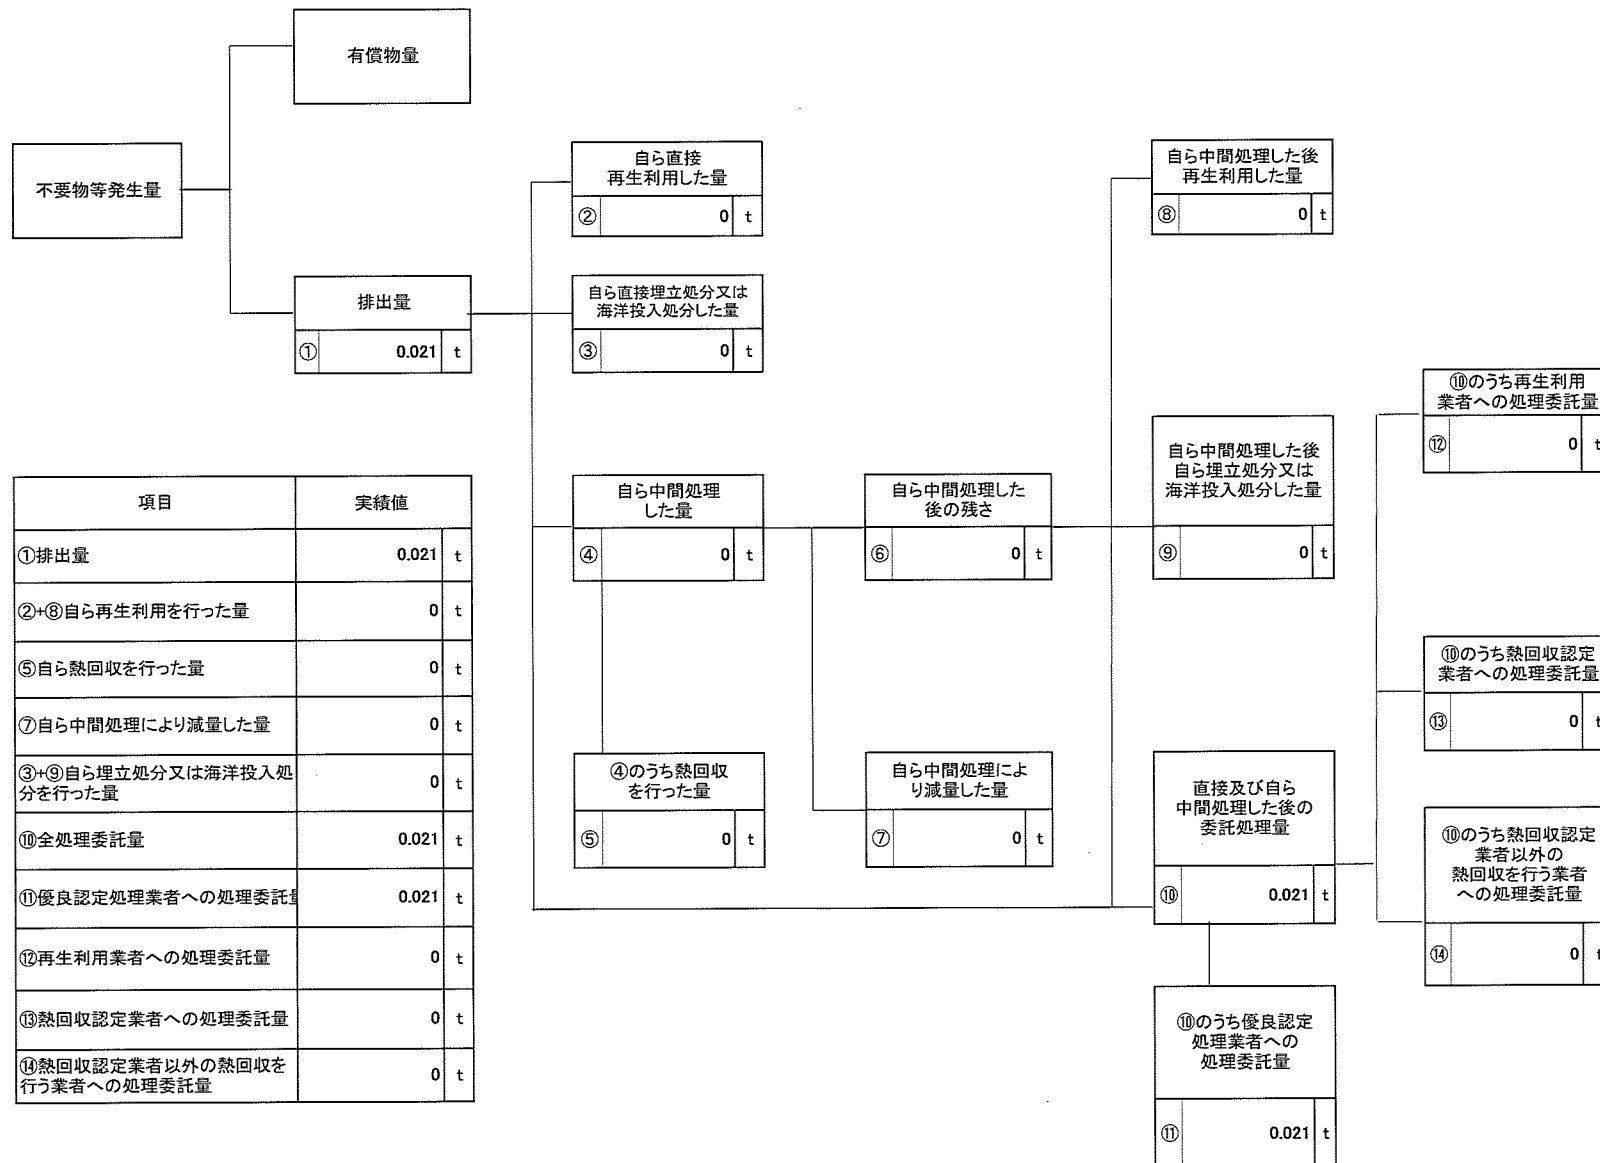 有償物量
不要物等発生量
排出量
① 0.021 t
自ら直接
再生利用した量
② 0 t
自ら直接埋立処分又は
海洋投入処分した量
③ 0 t
自ら中間処理
した量
④ 0 t
④のうち熱回収
を行った量
⑤ 0 t
自ら中間処理した
後の残さ
⑥ 0 t
自ら中間処理によ
り減量した量
⑦ 0 t
自ら中間処理した後
再生利用した量
⑧ 0 t
自ら中間処理した後
自ら埋立処分又は
海洋投入処分した量
⑨ 0 t
直接及び自ら
中間処理した後の
委託処理量
⑩ 0.021 t
⑩のうち優良認定
処理業者への
処理委託量
⑪ 0.021 t
⑩のうち再生利用
業者への処理委託量
⑫ 0 t
⑩のうち熱回収認定
業者への処理委託量
⑬ 0 t
⑩のうち熱回収認定
業者以外の
熱回収を行う業者
への処理委託量
⑭ 0 t
項目 実績値
①排出量 0.021 t
②+⑧自ら再生利用を行った量 0 t
⑤自ら熱回収を行った量 0 t
⑦自ら中間処理により減量した量 0 t
③+⑨自ら埋立処分又は海洋投入処
分を行った量 0 t
⑩全処理委託量 0.021 t
⑪優良認定処理業者への処理委託量 0.021 t
⑫再生利用業者への処理委託量 0 t
⑬熱回収認定業者への処理委託量 0 t
⑭熱回収認定業者以外の熱回収を
行う業者への処理委託量 0 t